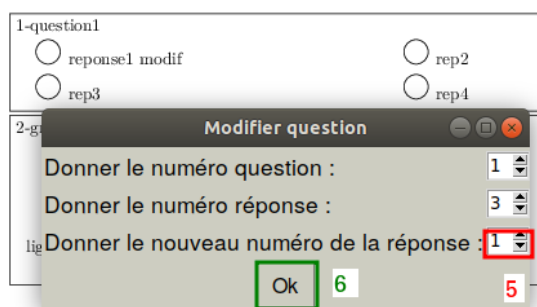 1-question1
reponse1 modif rep2
rep3 rep4
2-gr
Modifier question
Donner le numéro question : 1
Donner le numéro réponse : 3
lig
Donner le nouveau numéro de la réponse : 1
Ok 6 5